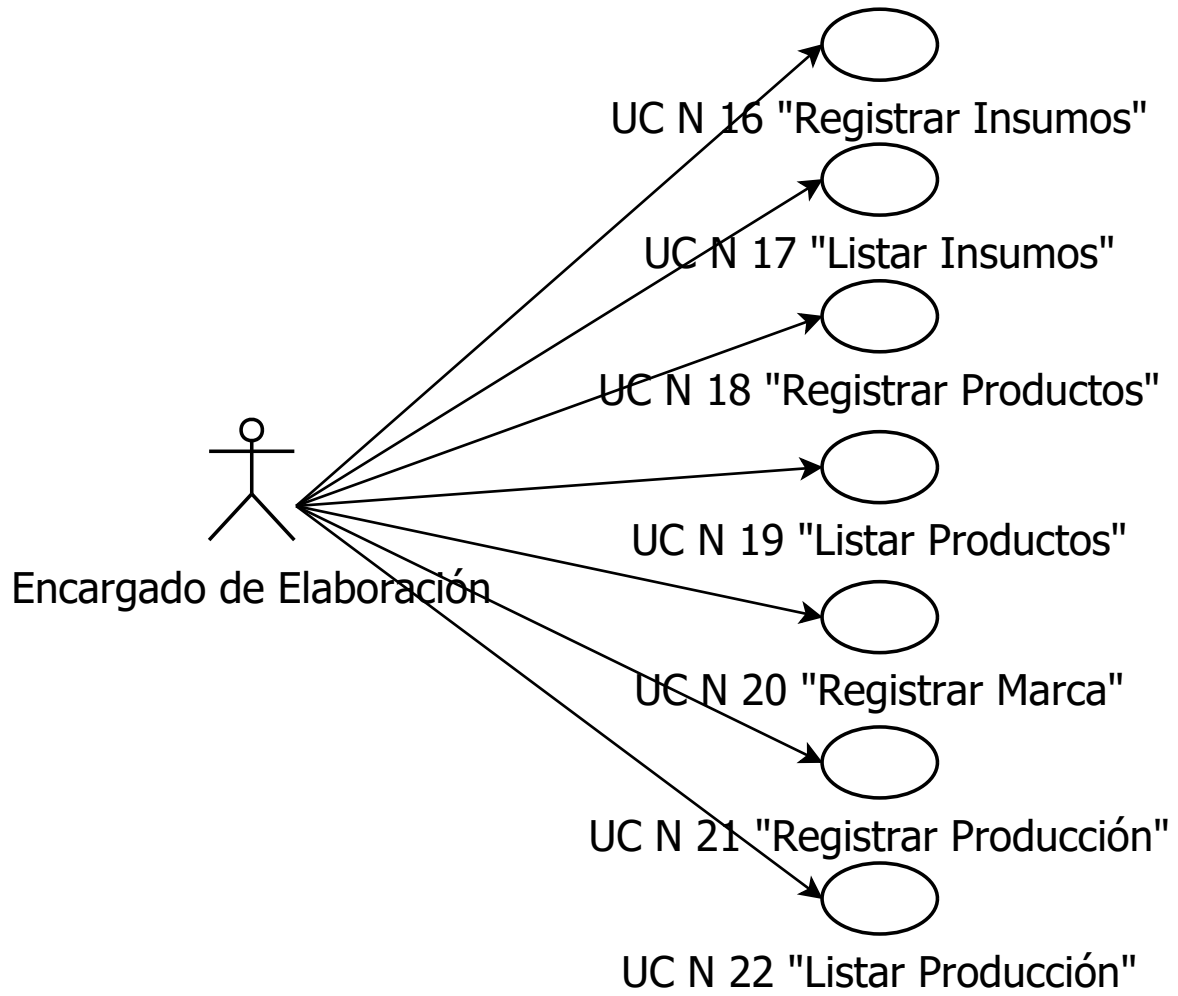 UC N 16 "Registrar Insumos"
UC N 17 "Listar Insumos"
UC N 18 "Registrar Productos"
UC N 19 "Listar Productos"
Encargado de Elaboración
UC N 20 "Registrar Marca"
UC N 21 "Registrar Producción"
UC N 22 "Listar Producción"